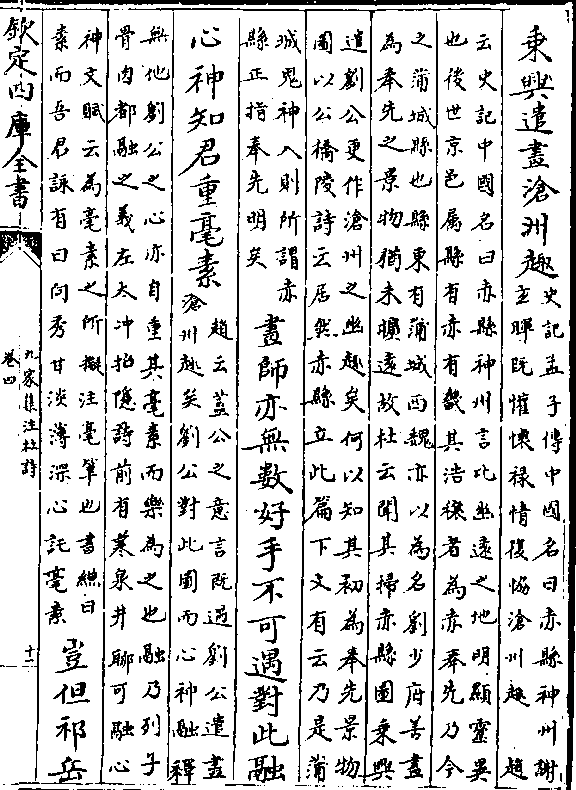 乗興遣畫滄洲趣
史記孟子傳中國名曰赤縣神州謝
玄暉既懽懷禄情復協滄州趣 趙
云史記中國名曰赤縣神州言此幽遠之地明顯靈異
也後世京邑屬縣有赤有畿其浩穰者為赤奉先乃今
之蒲城縣也縣東有蒲城西魏亦以為名劉少府善畫
為奉先之景物猶未曠遠故杜云聞其掃赤縣圖乗興
遣劉公更作滄州之幽趣矣何以知其初為奉先景物
圖以公橋陵詩云居然赤縣立此篇下文有云乃是蒲
城鬼神入則所謂赤
縣正指奉先明矣
畫師亦無數好手不可遇對此融
心神知君重毫素
趙云蓋公之意言既遇劉公遣畫
滄州趣矣劉公對此圖而心神融釋
無他劉公之心亦自重其毫素而樂為之也融乃列子
骨肉都融之義左太冲招隱詩前有寒泉井聊可融心
神文賦云為毫素之所擬注毫筆也書縑曰
素而吾君詠有曰向秀甘淡薄深心託毫素
豈但祁岳
欽定四庫全書
九家集注杜詩
卷四
十二